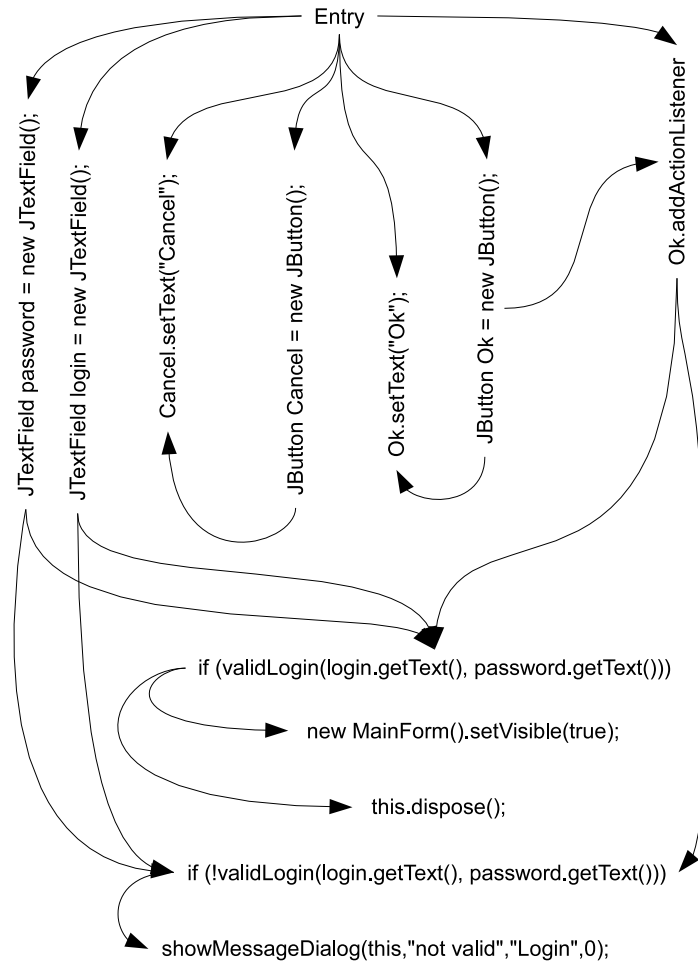 Entry
JTextField password = new JTextField();
JTextField login = new JTextField();
Cancel.setText("Cancel");
JButton Cancel = new JButton();
Ok.setText("Ok");
JButton Ok = new JButton();
Ok.addActionListener
if (validLogin(login.getText(), password.getText()))
new MainForm().setVisible(true);
this.dispose();
if (!validLogin(login.getText(), password.getText()))
showMessageDialog(this,"not valid","Login",0);